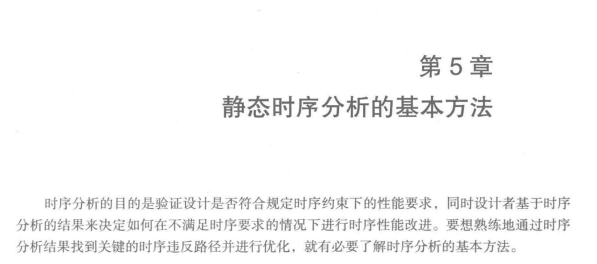 第 5 章
静态时序分析的基本方法
时序分析的目的是验证设计是否符合规定时序约束下的性能要求，同时设计者基于时序
分析的结果来决定如何在不满足时序要求的情况下进行时序性能改进。要想熟练地通过时序
分析结果找到关键的时序违反路径并进行优化，就有必要了解时序分析的基本方法。